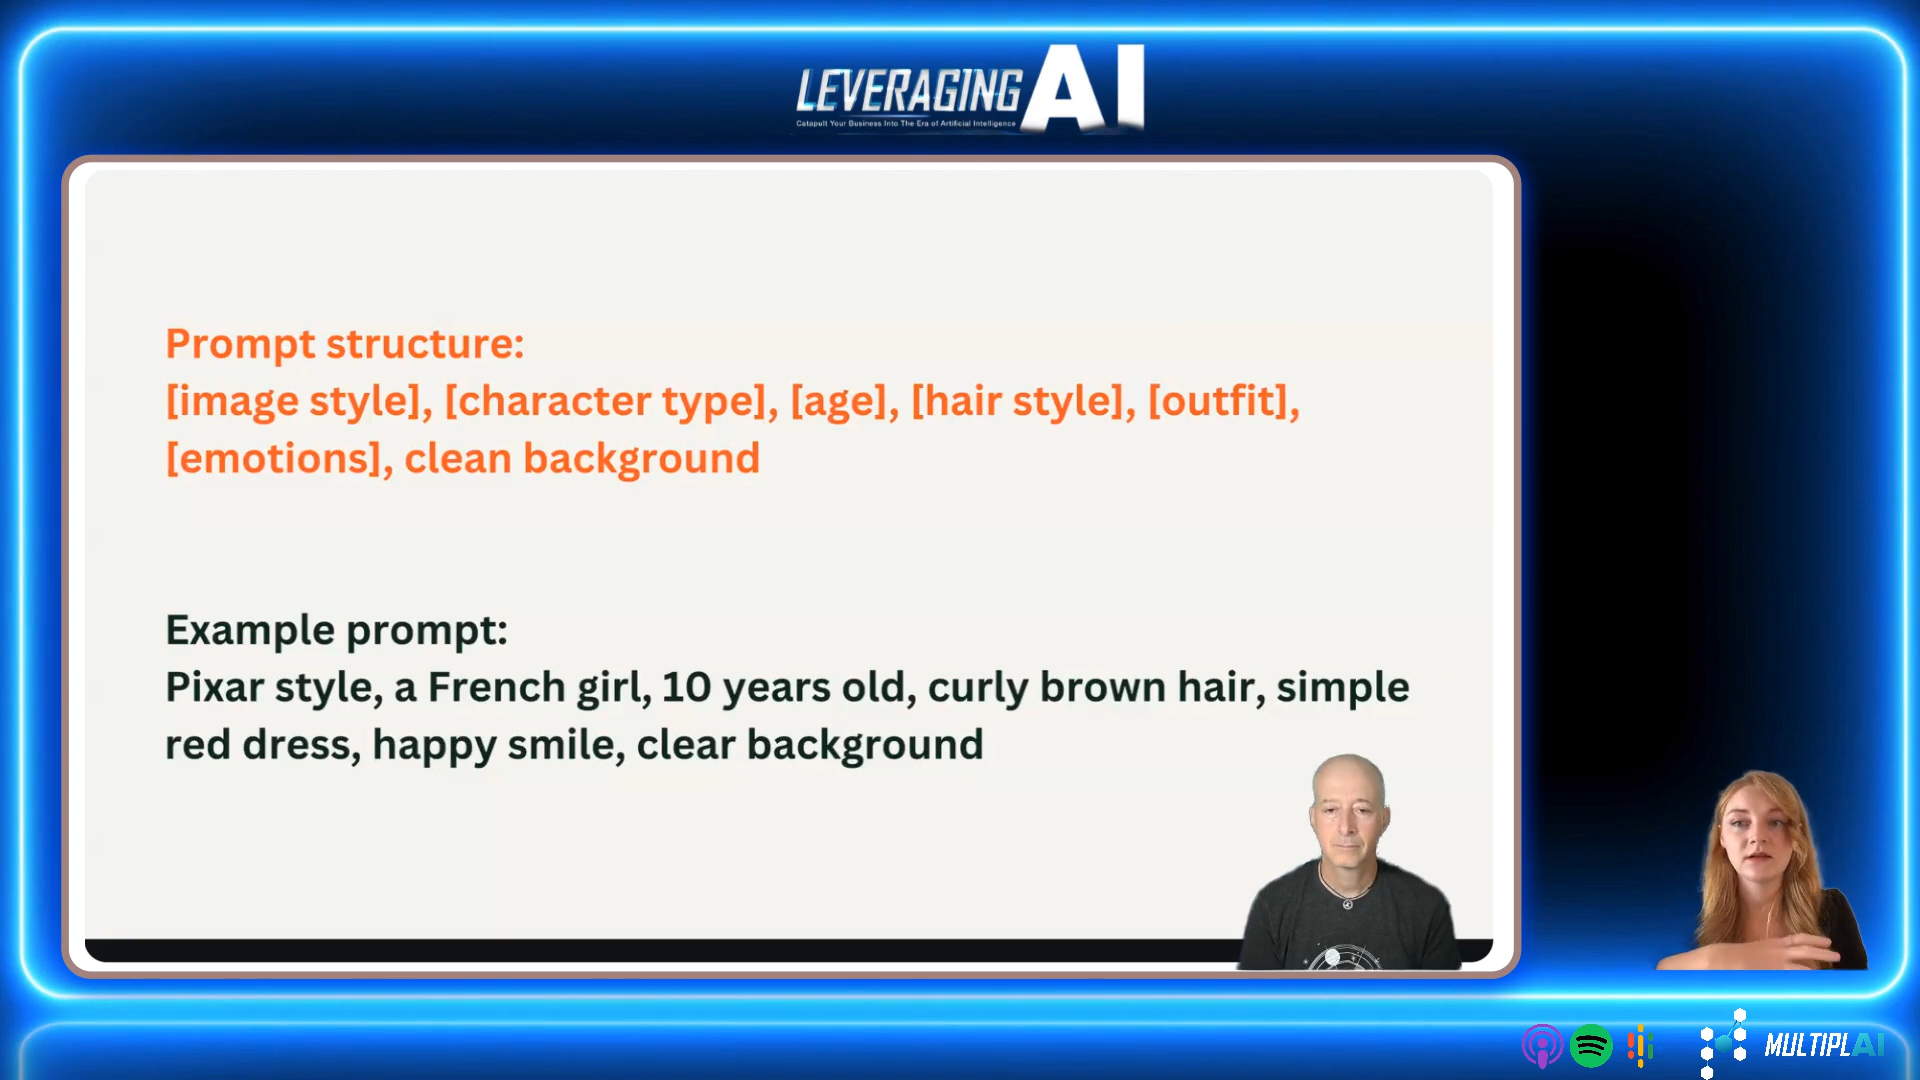 LEVERAGING AI
Catapult Your Business Into The Era of Artificial Intelligence
Prompt structure:
[image style], [character type], [age], [hair style], [outfit],
[emotions], clean background
Example prompt:
Pixar style, a French girl, 10 years old, curly brown hair, simple
red dress, happy smile, clear background
MULTIPLAI